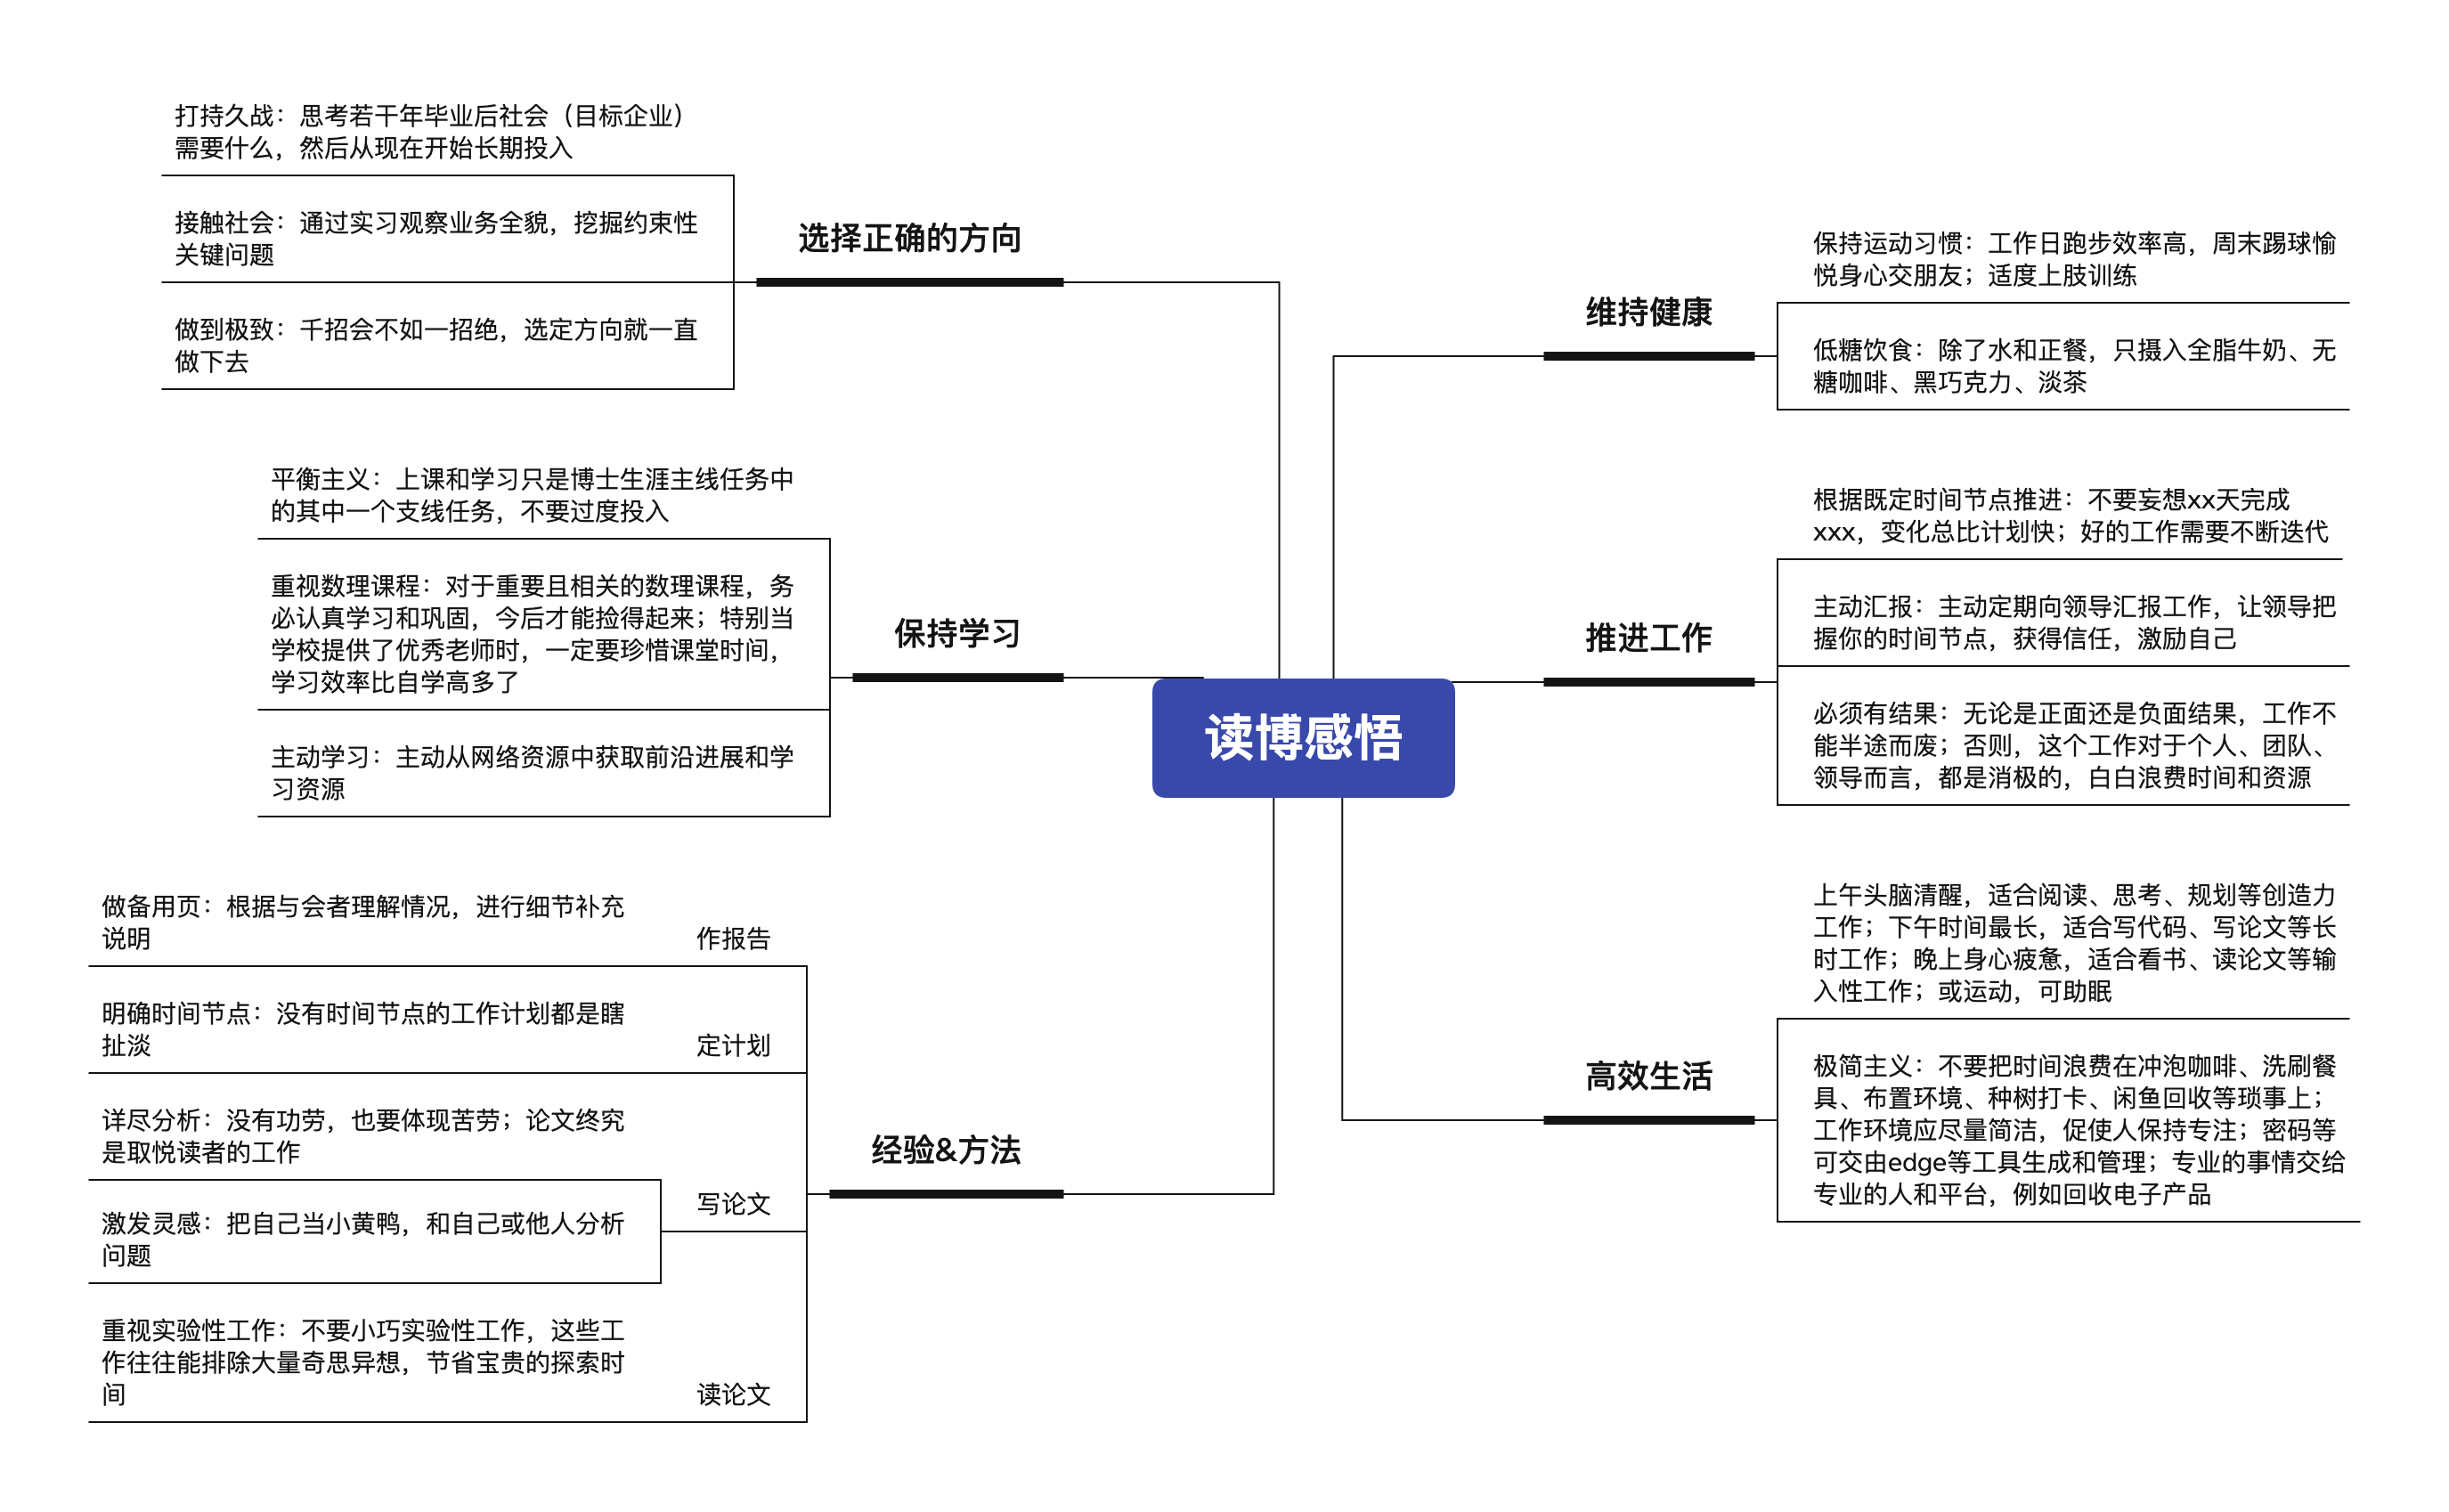 读博感悟
选择正确的方向
打持久战：思考若干年毕业后社会（目标企业）
需要什么，然后从现在开始长期投入
接触社会：通过实习观察业务全貌，挖掘约束性
关键问题
做到极致：千招会不如一招绝，选定方向就一直
做下去
保持学习
平衡主义：上课和学习只是博士生涯主线任务中
的其中一个支线任务，不要过度投入
重视数理课程：对于重要且相关的数理课程，务
必认真学习和巩固，今后才能捡得起来；特别当
学校提供了优秀老师时，一定要珍惜课堂时间，
学习效率比自学高多了
主动学习：主动从网络资源中获取前沿进展和学
习资源
经验&方法
作报告
做备用页：根据与会者理解情况，进行细节补充
说明
定计划
明确时间节点：没有时间节点的工作计划都是瞎
扯淡
写论文
详尽分析：没有功劳，也要体现苦劳；论文终究
是取悦读者的工作
激发灵感：把自己当小黄鸭，和自己或他人分析
问题
读论文
重视实验性工作：不要小巧实验性工作，这些工
作往往能排除大量奇思异想，节省宝贵的探索时
间
维持健康
保持运动习惯：工作日跑步效率高，周末踢球愉
悦身心交朋友；适度上肢训练
低糖饮食：除了水和正餐，只摄入全脂牛奶、无
糖咖啡、黑巧克力、淡茶
推进工作
根据既定时间节点推进：不要妄想xx天完成
xxx，变化总比计划快；好的工作需要不断迭代
主动汇报：主动定期向领导汇报工作，让领导把
握你的时间节点，获得信任，激励自己
必须有结果：无论是正面还是负面结果，工作不
能半途而废；否则，这个工作对于个人、团队、
领导而言，都是消极的，白白浪费时间和资源
高效生活
上午头脑清醒，适合阅读、思考、规划等创造力
工作；下午时间最长，适合写代码、写论文等长
时工作；晚上身心疲惫，适合看书、读论文等输
入性工作；或运动，可助眠
极简主义：不要把时间浪费在冲泡咖啡、洗刷餐
具、布置环境、种树打卡、闲鱼回收等琐事上；
工作环境应尽量简洁，促使人保持专注；密码等
可交由edge等工具生成和管理；专业的事情交给
专业的人和平台，例如回收电子产品